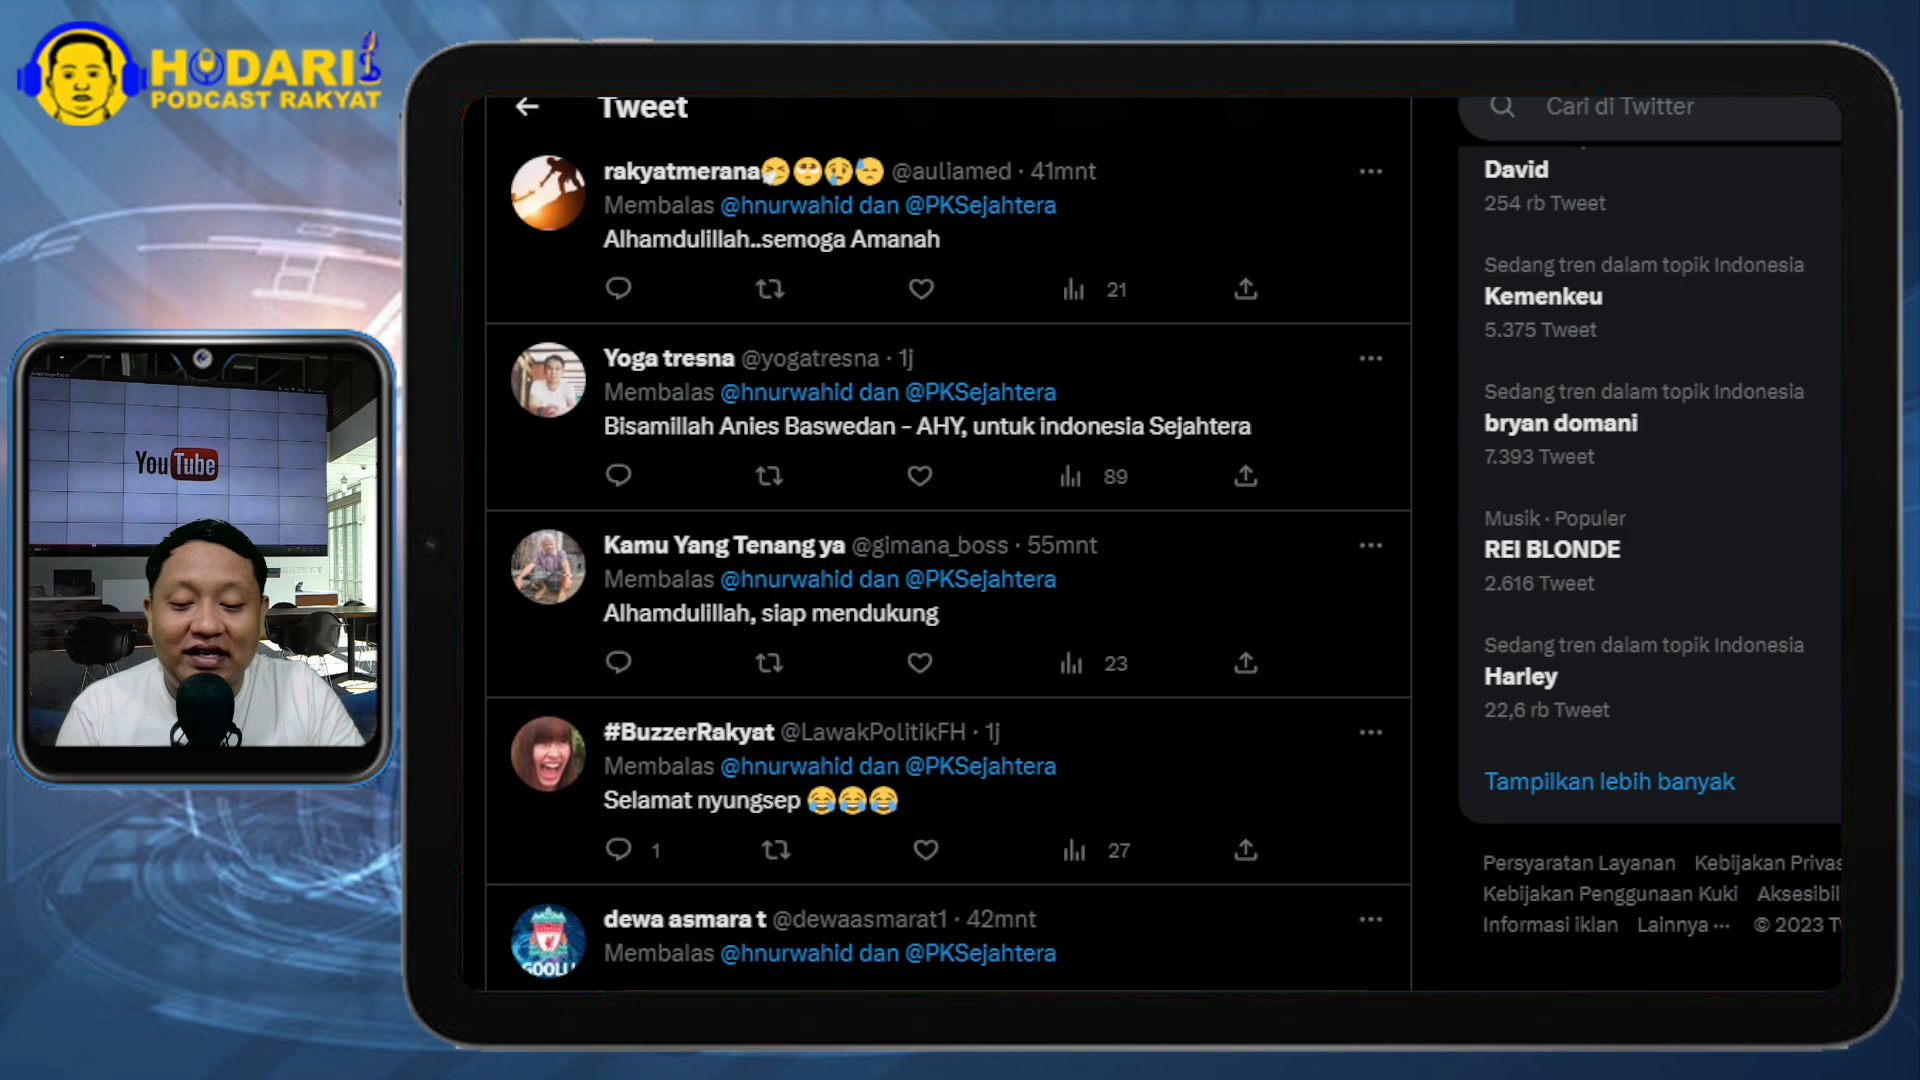 HODARI
PODCAST RAKYAT
YouTube
Tweet
rakyatmerana🤧🥺😢😓 @auliamed · 41mnt
Membalas @hnurwahid dan @PKSejahtera
Alhamdulillah..semoga Amanah
21
Yoga tresna @yogatresna · 1j
Membalas @hnurwahid dan @PKSejahtera
Bisamillah Anies Baswedan - AHY, untuk indonesia Sejahtera
89
Kamu Yang Tenang ya @gimana_boss · 55mnt
Membalas @hnurwahid dan @PKSejahtera
Alhamdulillah, siap mendukung
23
#BuzzerRakyat @LawakPolitikFH · 1j
Membalas @hnurwahid dan @PKSejahtera
Selamat nyungsep 😂😂😂
1 27
dewa asmara t @dewaasmarat1 · 42mnt
Membalas @hnurwahid dan @PKSejahtera
GOOLL!
Cari di Twitter
David
254 rb Tweet
Sedang tren dalam topik Indonesia
Kemenkeu
5.375 Tweet
Sedang tren dalam topik Indonesia
bryan domani
7.393 Tweet
Musik · Populer
REI BLONDE
2.616 Tweet
Sedang tren dalam topik Indonesia
Harley
22,6 rb Tweet
Tampilkan lebih banyak
Persyaratan Layanan Kebijakan Privas
Kebijakan Penggunaan Kuki Aksesibil
Informasi iklan Lainnya ··· © 2023 Tw